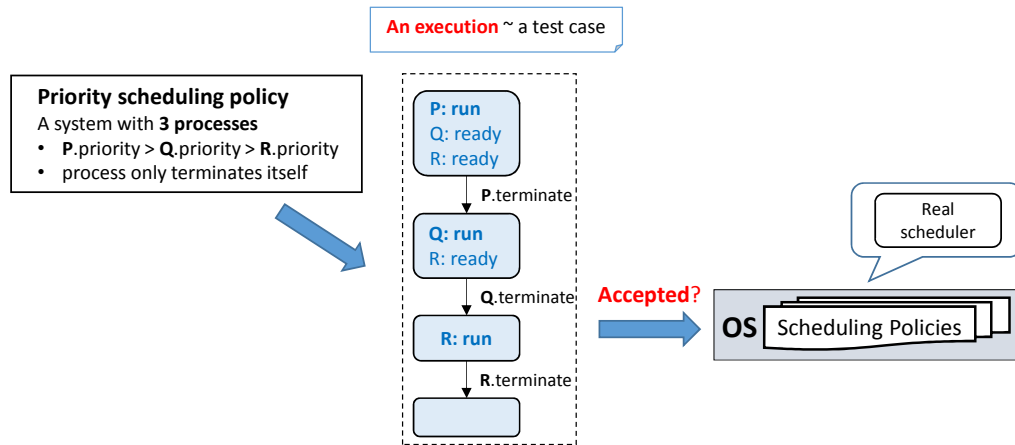 An execution ~ a test case
Priority scheduling policy
A system with 3 processes
• P.priority > Q.priority > R.priority
• process only terminates itself
P: run
Q: ready
R: ready
P.terminate
Q: run
R: ready
Q.terminate
R: run
R.terminate
Accepted?
Real
scheduler
OS
Scheduling Policies